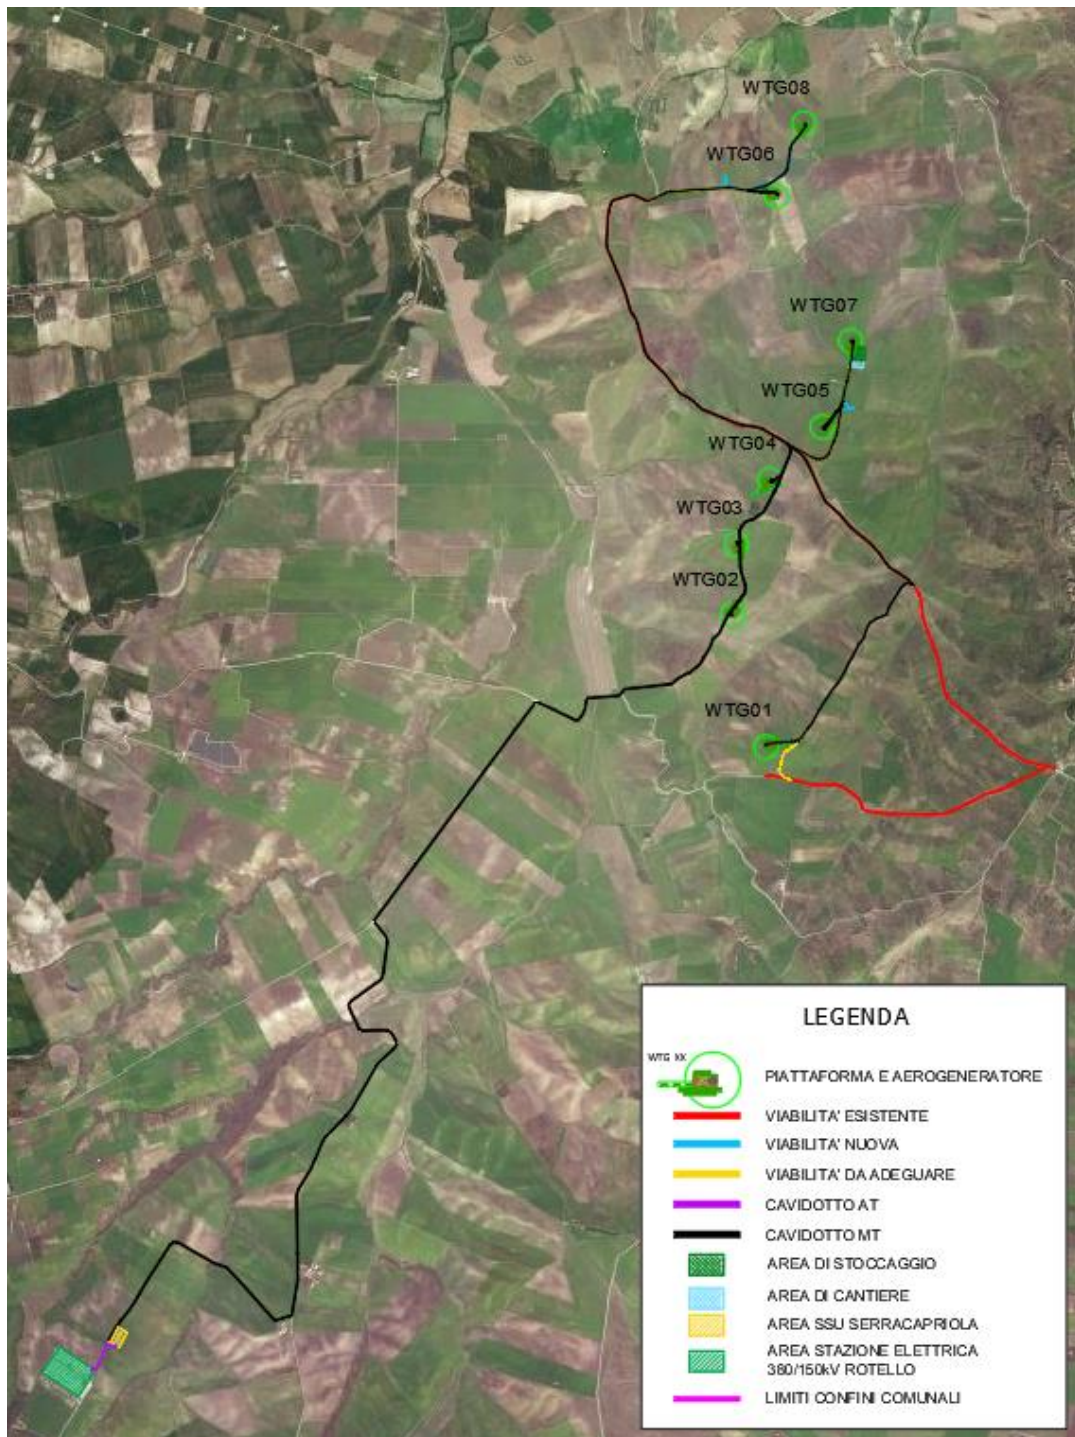 WTG08
WTG06
WTG07
WTG05
WTG04
WTG03
WTG02
WTG01
LEGENDA
WTG XX
PIATTAFORMA E AEROGENERATORE
VIABILITA' ESISTENTE
VIABILITA' NUOVA
VIABILITA' DA ADEGUARE
CAVIDOTTO AT
CAVIDOTTO MT
AREA DI STOCCAGGIO
AREA DI CANTIERE
AREA SSU SERRACAPRIOLA
AREA STAZIONE ELETTRICA
380/150kV ROTELLO
LIMITI CONFINI COMUNALI